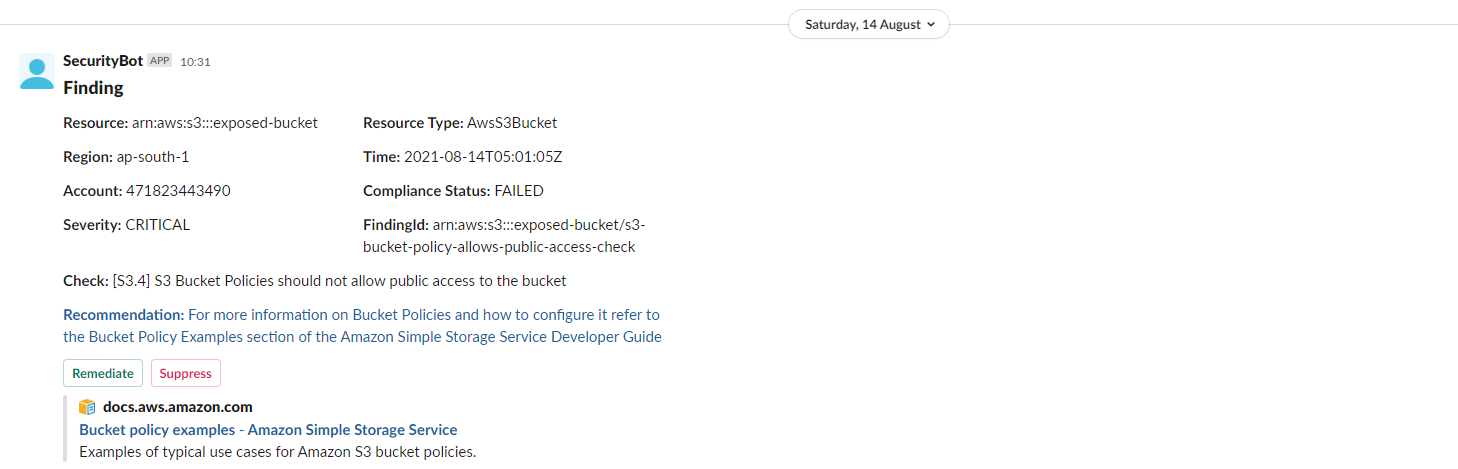 Saturday, 14 August
SecurityBot APP 10:31
Finding
Resource: arn:aws:s3:::exposed-bucket
Resource Type: AwsS3Bucket
Region: ap-south-1
Time: 2021-08-14T05:01:05Z
Account: 471823443490
Compliance Status: FAILED
Severity: CRITICAL
FindingId: arn:aws:s3:::exposed-bucket/s3-
bucket-policy-allows-public-access-check
Check: [S3.4] S3 Bucket Policies should not allow public access to the bucket
Recommendation: For more information on Bucket Policies and how to configure it refer to
the Bucket Policy Examples section of the Amazon Simple Storage Service Developer Guide
Remediate Suppress
docs.aws.amazon.com
Bucket policy examples - Amazon Simple Storage Service
Examples of typical use cases for Amazon S3 bucket policies.